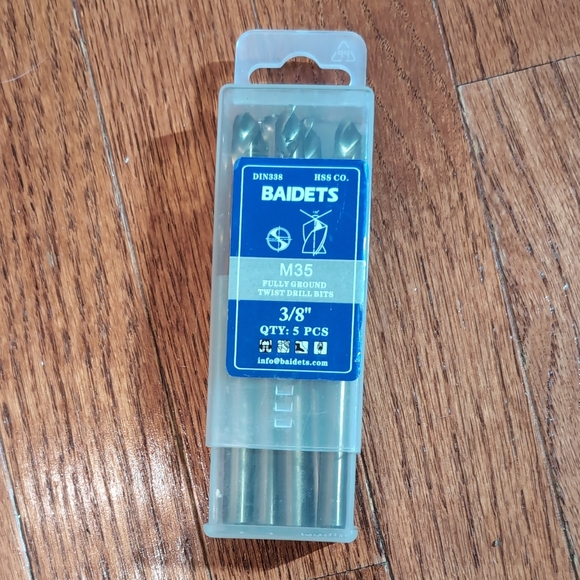 DIN338 HSS CO.
BAIDETS
M35
FULLY GROUND
TWIST DRILL BITS
3/8"
QTY: 5 PCS
info@baidets.com